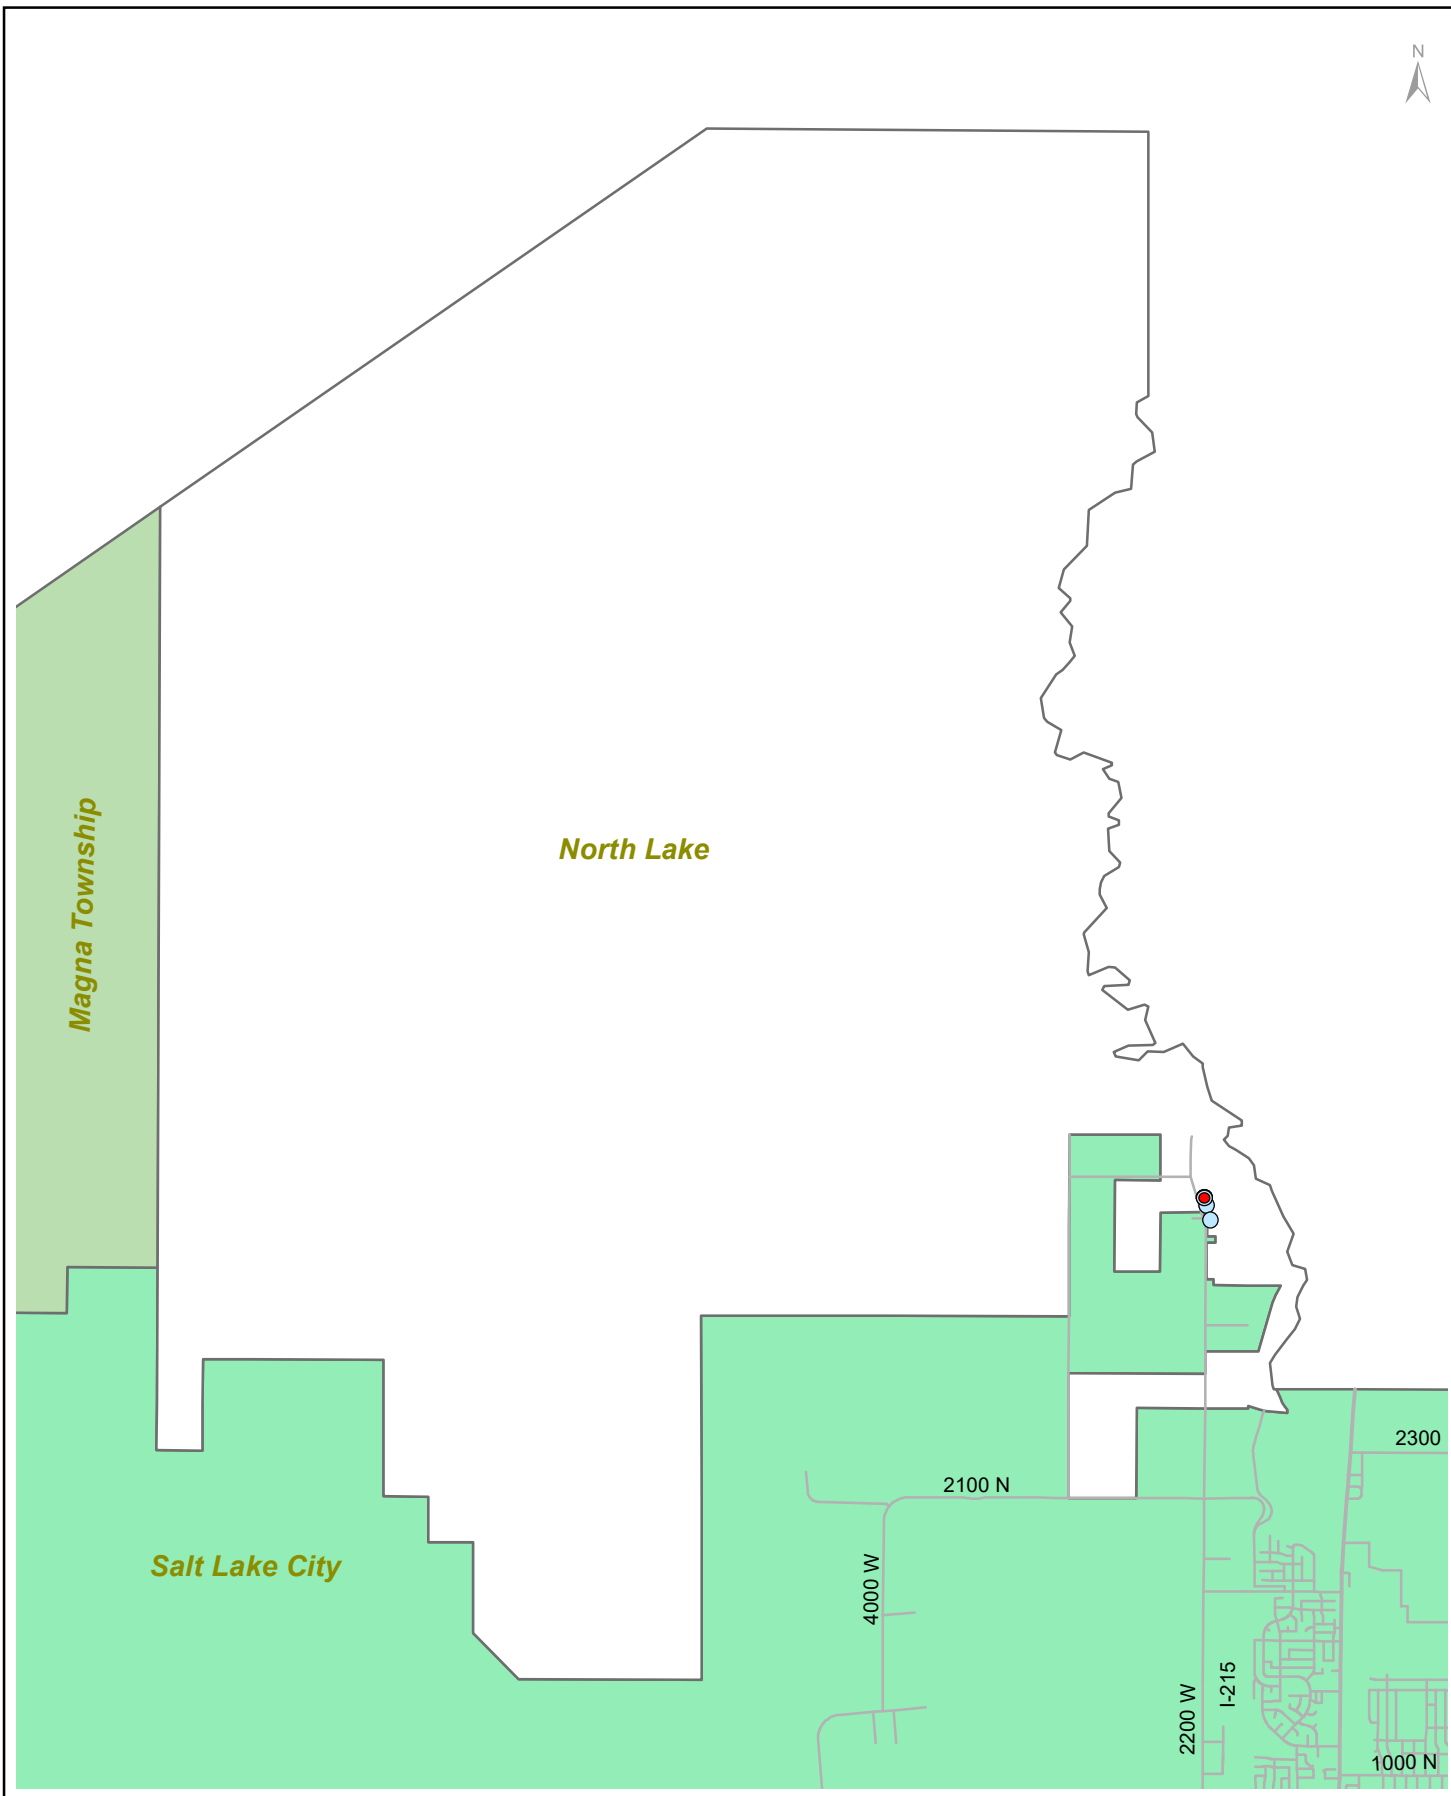 N
Magna Township
North Lake
2300
2100 N
Salt Lake City
4000 W
I-215
2200 W
1000 N